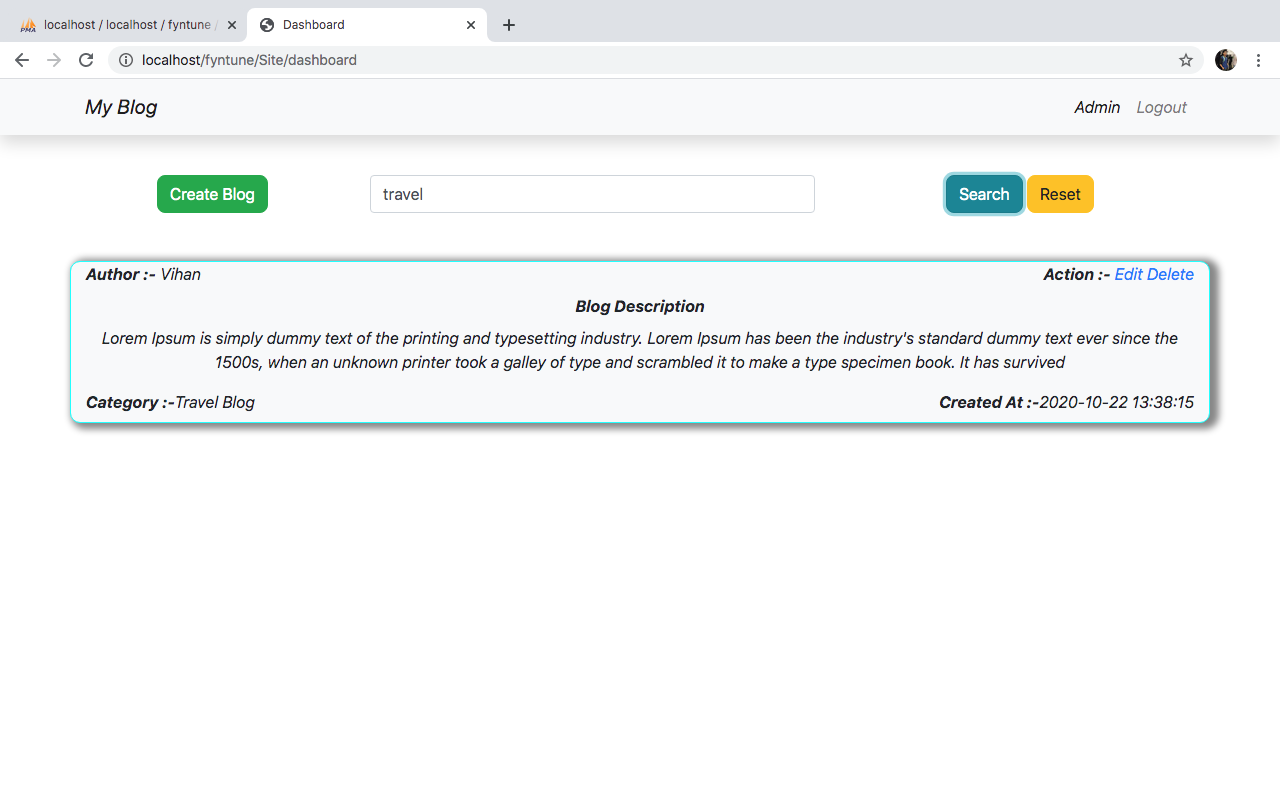 localhost / localhost / fyntune /
Dashboard
localhost/fyntune/Site/dashboard
My Blog
Admin Logout
Create Blog
travel
Search Reset
Author :- Vihan
Action :- Edit Delete
Blog Description
Lorem Ipsum is simply dummy text of the printing and typesetting industry. Lorem Ipsum has been the industry's standard dummy text ever since the
1500s, when an unknown printer took a galley of type and scrambled it to make a type specimen book. It has survived
Category :-Travel Blog
Created At :-2020-10-22 13:38:15